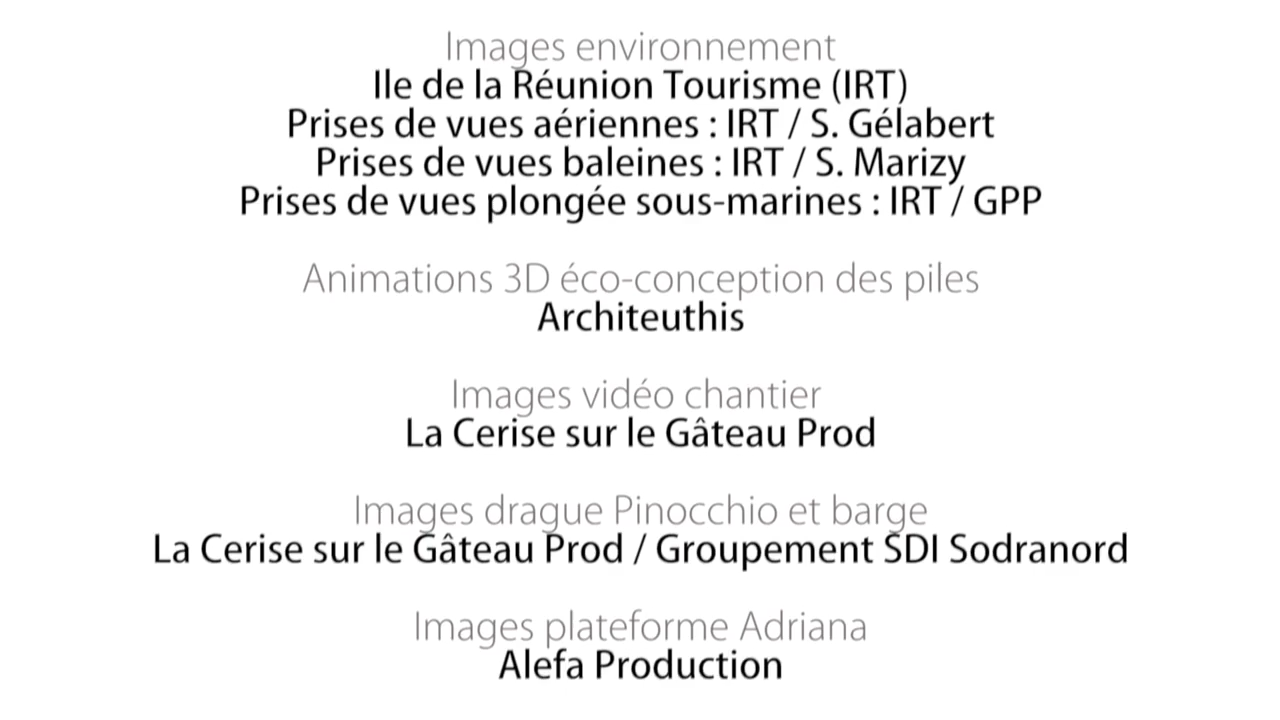 Images environnement
Ile de la Réunion Tourisme (IRT)
Prises de vues aériennes : IRT / S. Gélabert
Prises de vues baleines : IRT / S. Marizy
Prises de vues plongée sous-marines : IRT / GPP
Animations 3D éco-conception des piles
Architeuthis
Images vidéo chantier
La Cerise sur le Gâteau Prod
Images drague Pinocchio et barge
La Cerise sur le Gâteau Prod / Groupement SDI Sodranord
Images plateforme Adriana
Alefa Production